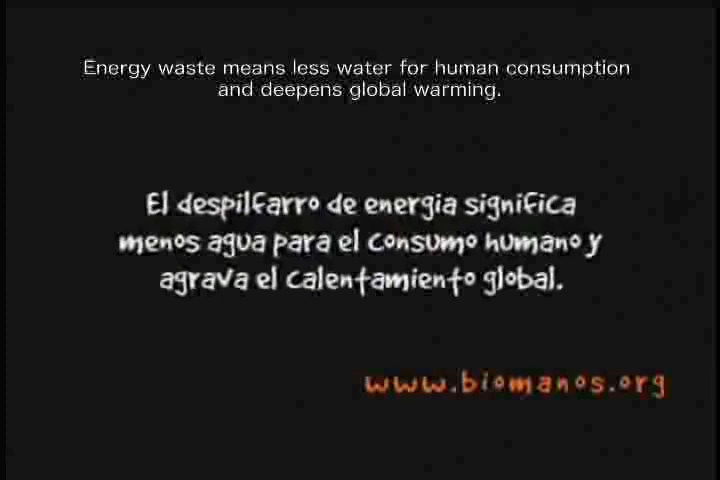 Energy waste means less water for human consumption
and deepens global warming.
El despilfarro de energia significa
menos agua para el consumo humano y
agrava el calentamiento global.
www.biomanos.org